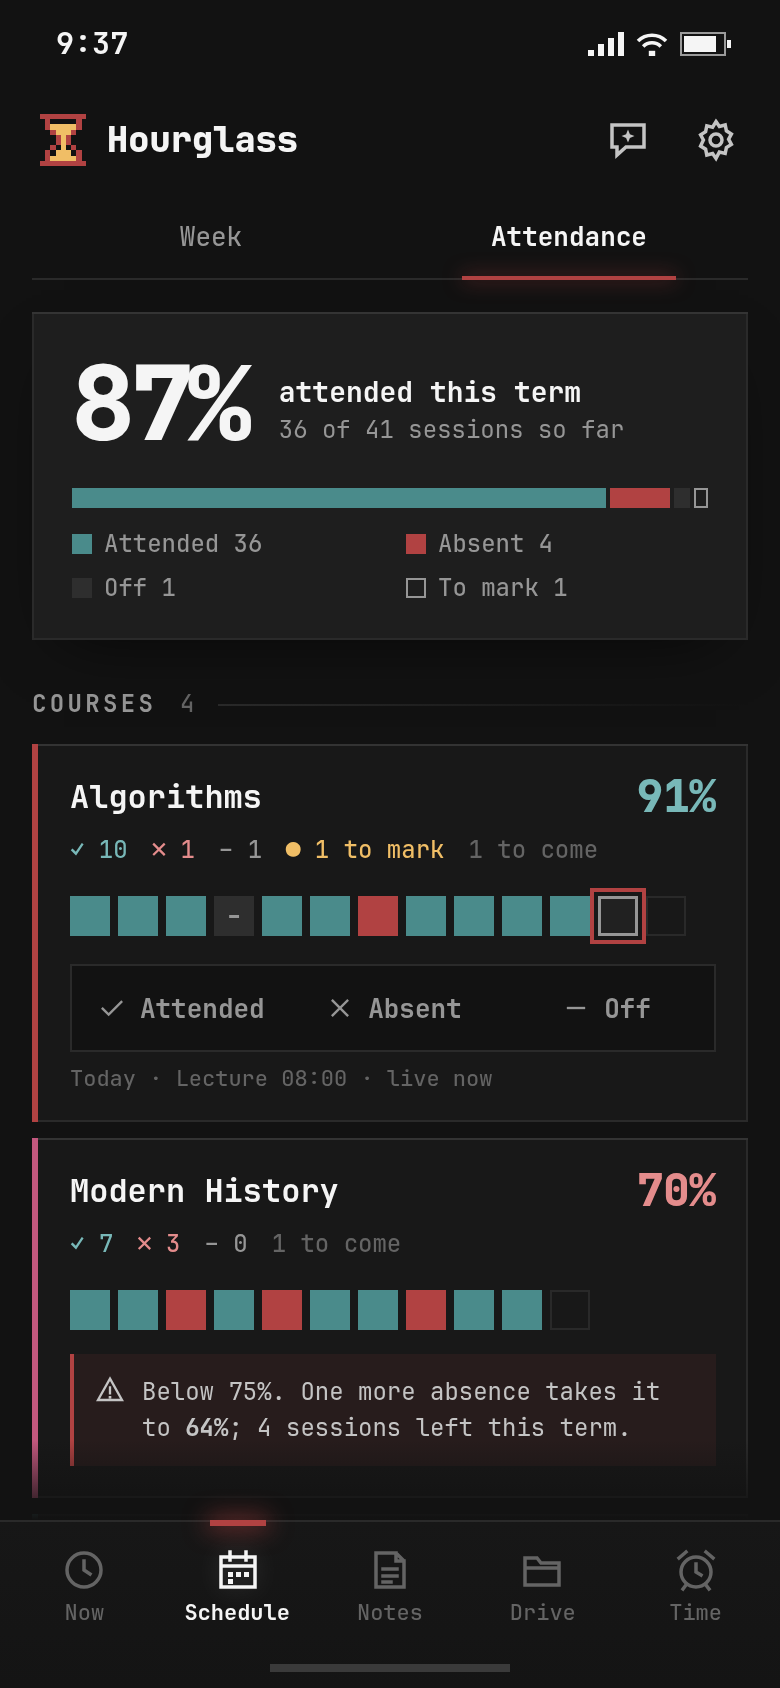 9:37
Hourglass
Week
Attendance
87%
attended this term
36 of 41 sessions so far
Attended 36
Absent 4
Off 1
To mark 1
COURSES 4
Algorithms
91%
✓ 10 ✕ 1 – 1 ● 1 to mark 1 to come
–
✓ Attended ✕ Absent — Off
Today · Lecture 08:00 · live now
Modern History
70%
✓ 7 ✕ 3 – 0 1 to come
Below 75%. One more absence takes it
to 64%; 4 sessions left this term.
Now
Schedule
Notes
Drive
Time